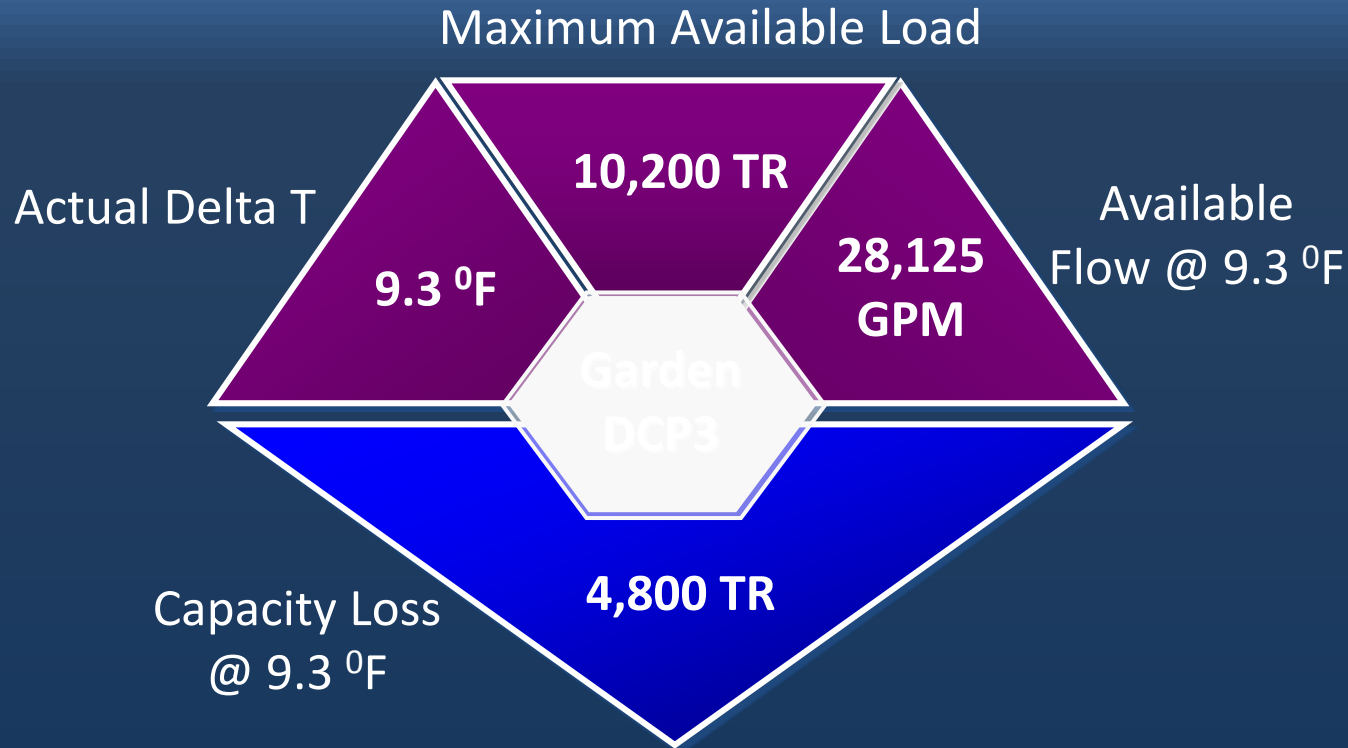 Maximum Available Load
10,200 TR
Actual Delta T
9.3 ⁰F
28,125
GPM
Available
Flow @ 9.3 ⁰F
Garden
DCP3
4,800 TR
Capacity Loss
@ 9.3 ⁰F